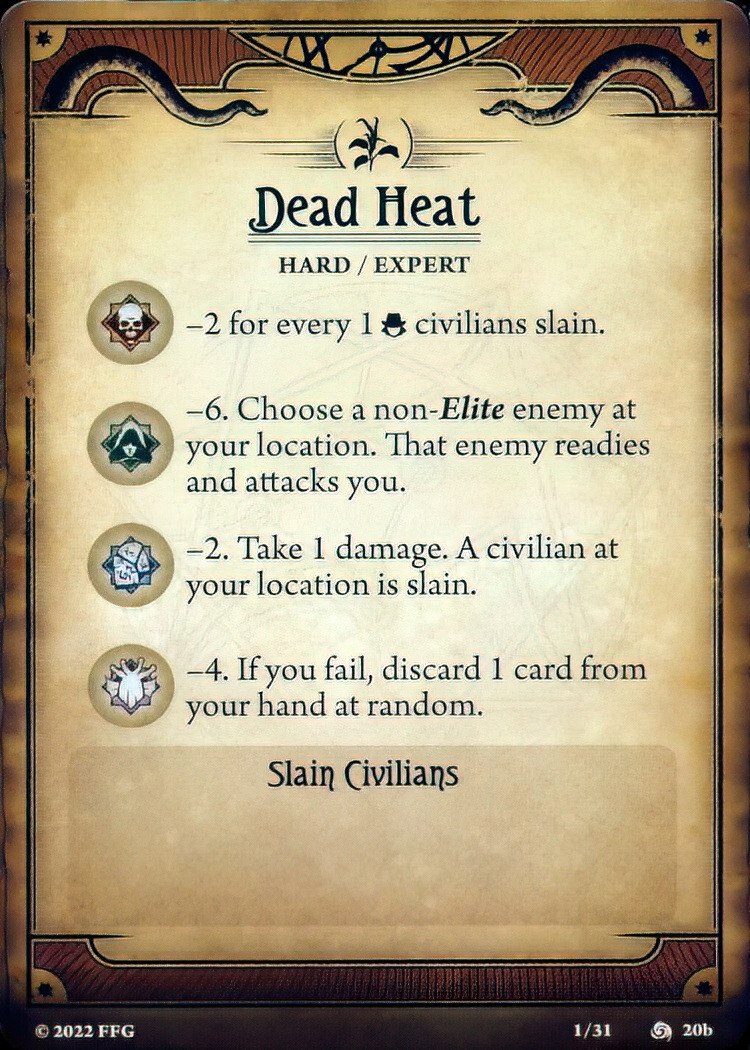 Dead Heat
HARD / EXPERT
–2 for every 1 civilians slain.
–6. Choose a non-Elite enemy at
your location. That enemy readies
and attacks you.
–2. Take 1 damage. A civilian at
your location is slain.
–4. If you fail, discard 1 card from
your hand at random.
Slain Civilians
© 2022 FFG
1/31
20b